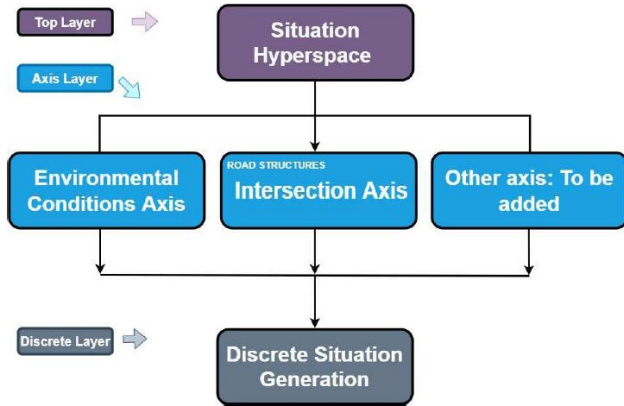 Top Layer
Situation
Hyperspace
Axis Layer
Environmental
Conditions Axis
ROAD STRUCTURES
Intersection Axis
Other axis: To be
added
Discrete Layer
Discrete Situation
Generation